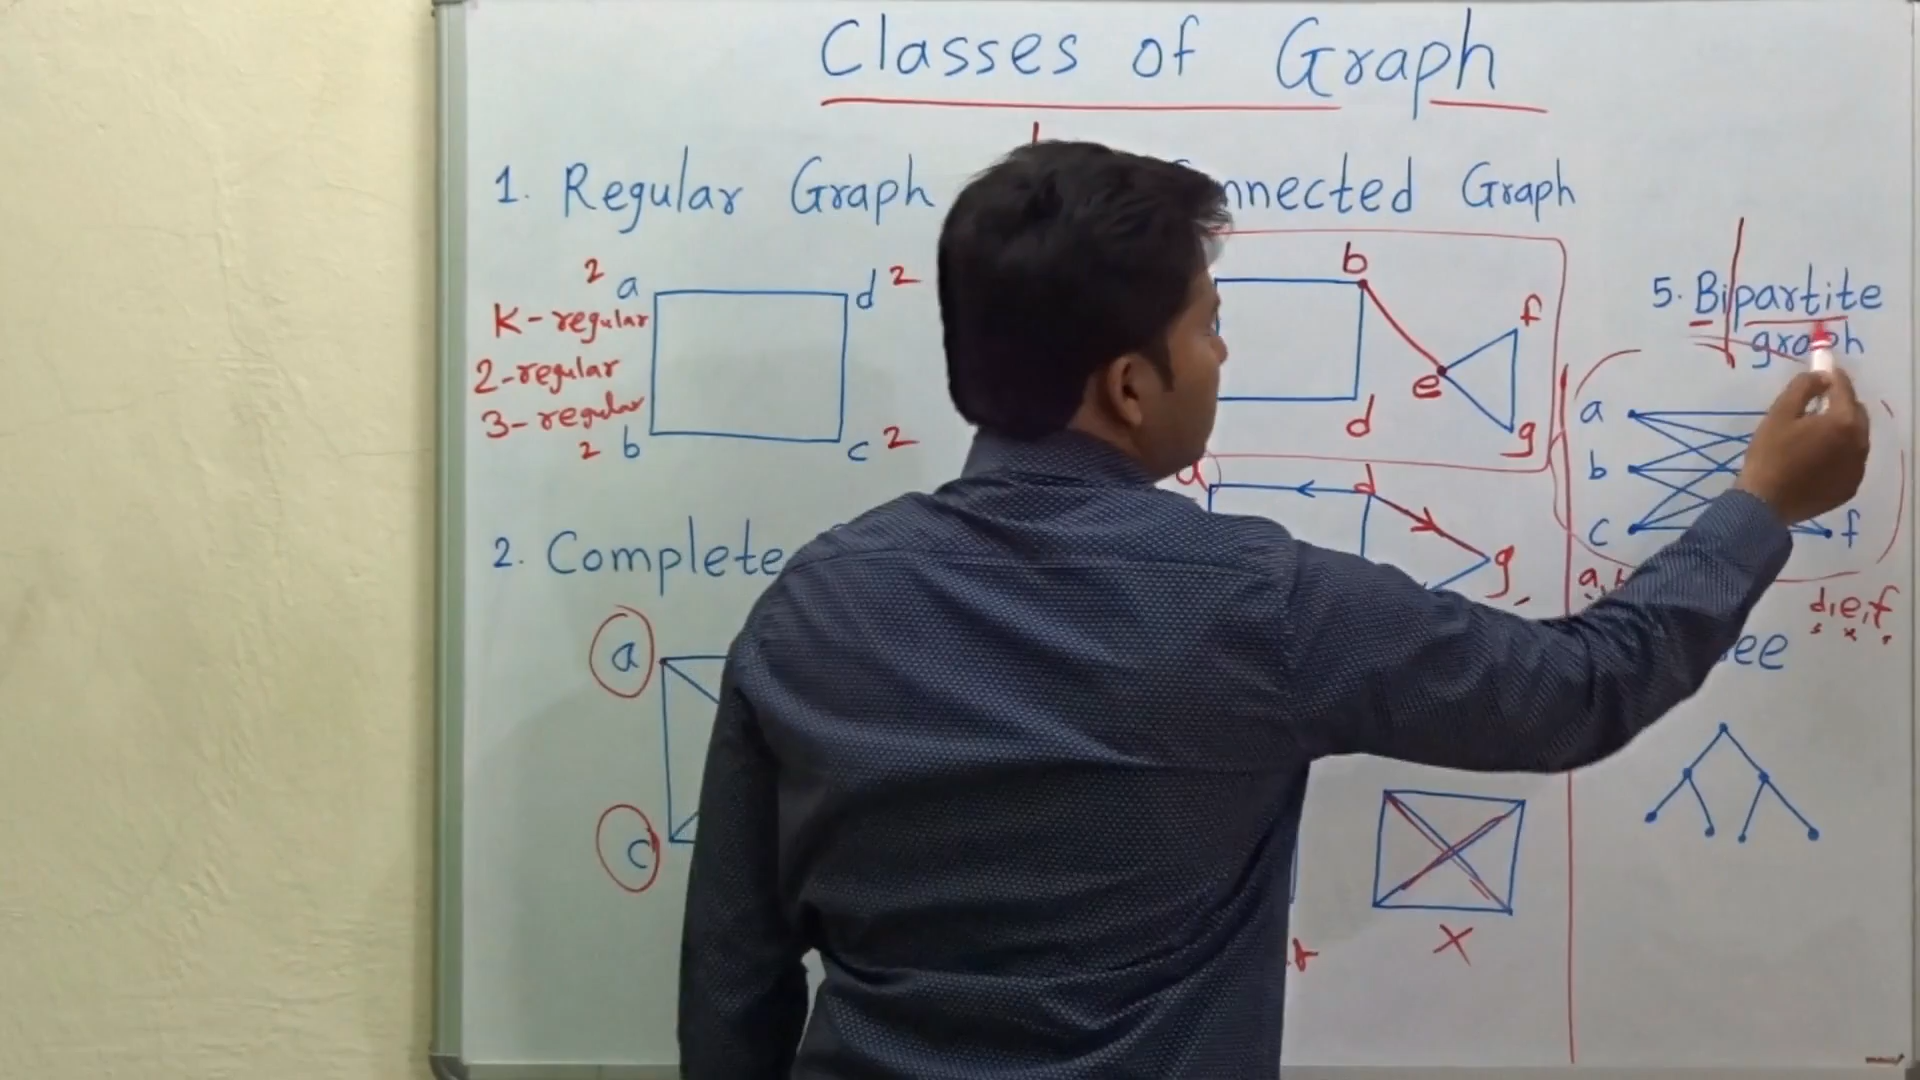 Classes of Graph
1. Regular Graph
nnected Graph
2
a
d 2
K-regular
2-regular
3-regular
2 b
c 2
b
f
e
d
g
5. Bipartite
graph
a
b
c
f
a,b
d,e,f
a
d
g
2. Complete
a
c
ee
X